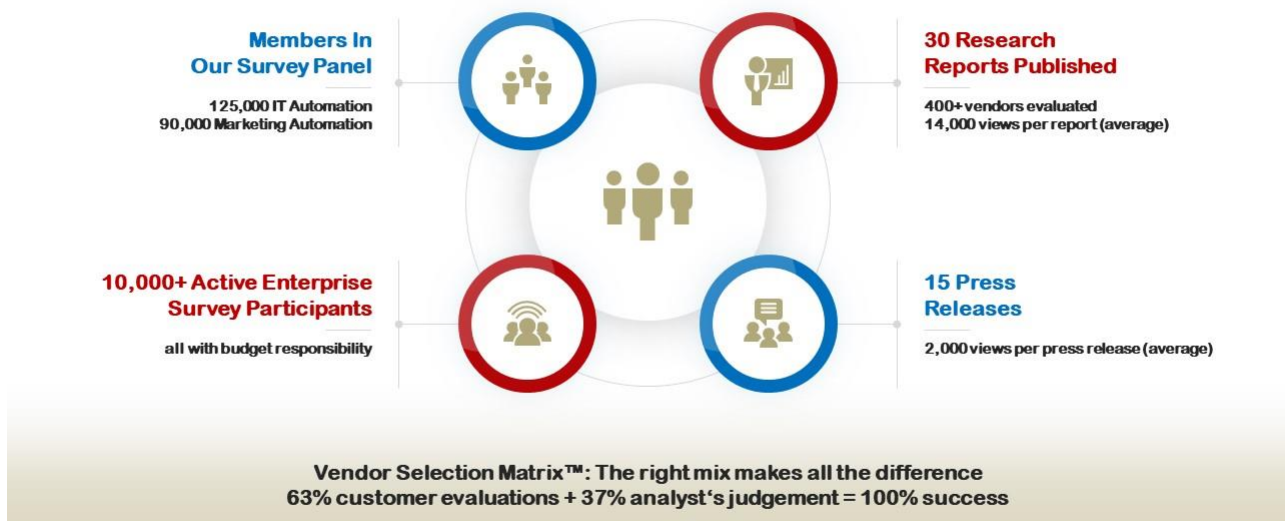 Members In
Our Survey Panel
125,000 IT Automation
90,000 Marketing Automation
30 Research
Reports Published
400+ vendors evaluated
14,000 views per report (average)
10,000+ Active Enterprise
Survey Participants
all with budget responsibility
15 Press
Releases
2,000 views per press release (average)
Vendor Selection Matrix™: The right mix makes all the difference
63% customer evaluations + 37% analyst‘s judgement = 100% success